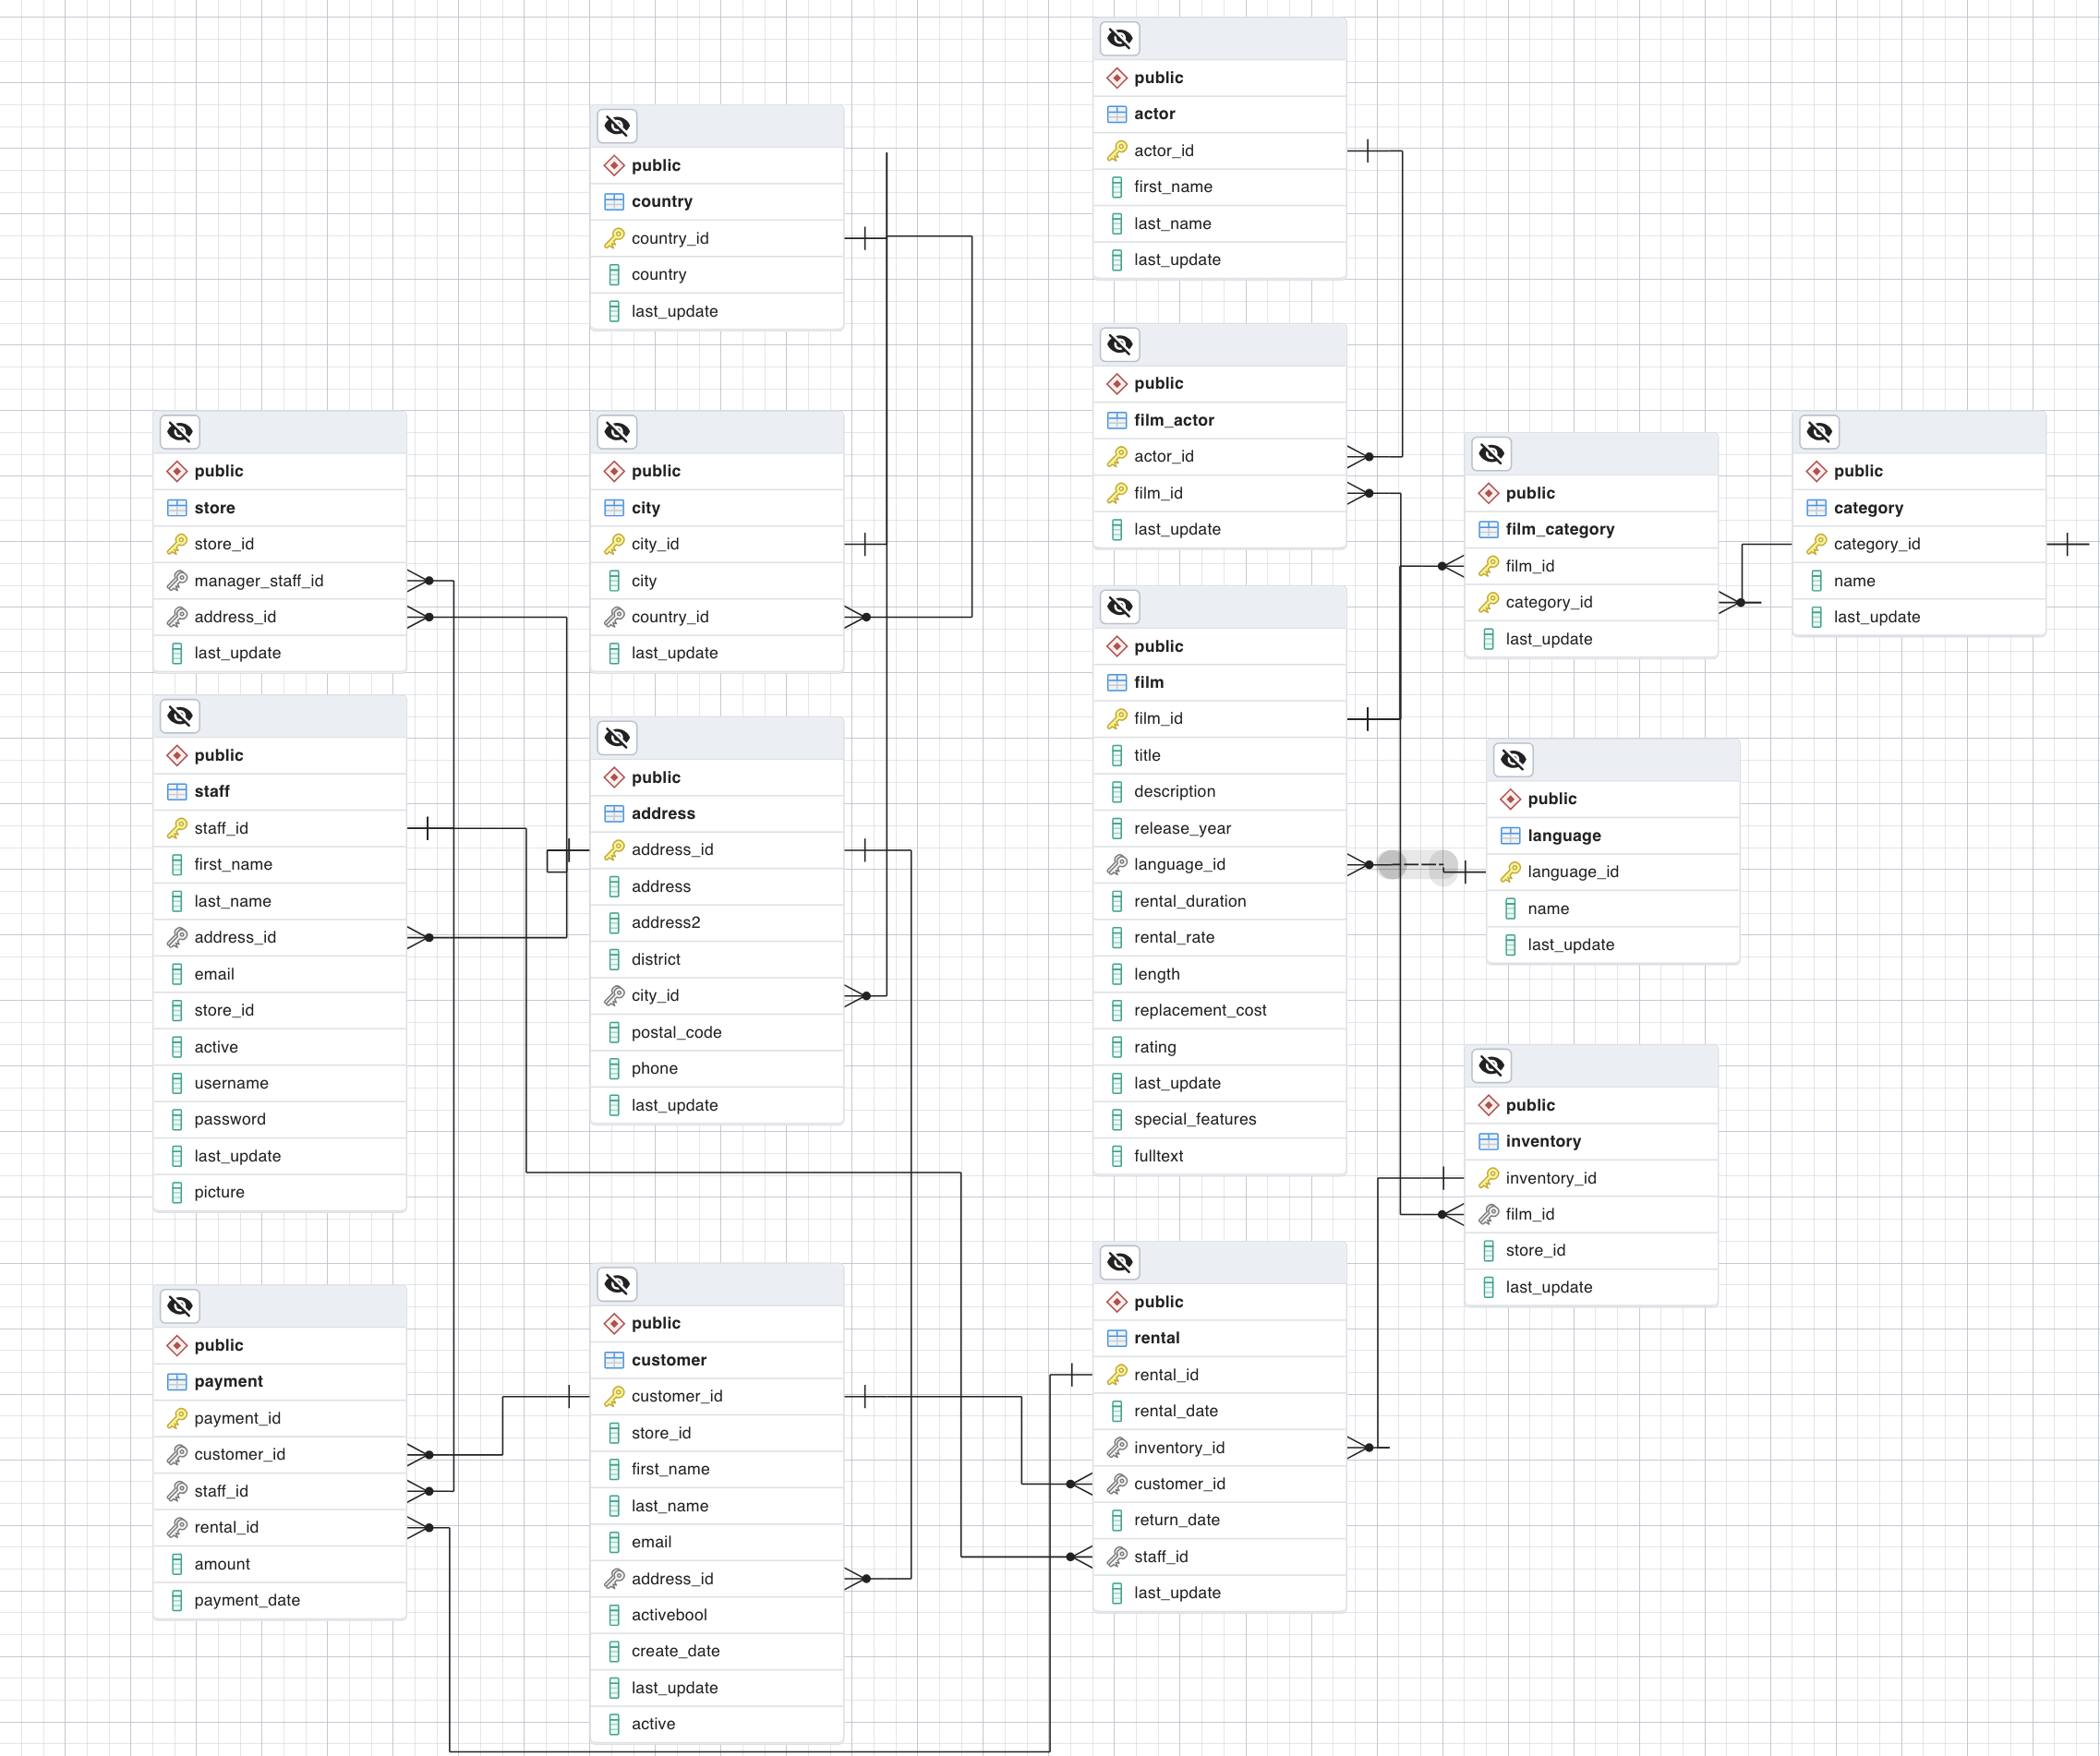 public
actor
actor_id
first_name
last_name
last_update
public
country
country_id
country
last_update
public
film_actor
actor_id
film_id
last_update
public
store
store_id
manager_staff_id
address_id
last_update
public
city
city_id
city
country_id
last_update
public
film_category
film_id
category_id
last_update
public
category
category_id
name
last_update
public
film
film_id
title
description
release_year
language_id
rental_duration
rental_rate
length
replacement_cost
rating
last_update
special_features
fulltext
public
staff
staff_id
first_name
last_name
address_id
email
store_id
active
username
password
last_update
picture
public
address
address_id
address
address2
district
city_id
postal_code
phone
last_update
public
language
language_id
name
last_update
public
inventory
inventory_id
film_id
store_id
last_update
public
payment
payment_id
customer_id
staff_id
rental_id
amount
payment_date
public
customer
customer_id
store_id
first_name
last_name
email
address_id
activebool
create_date
last_update
active
public
rental
rental_id
rental_date
inventory_id
customer_id
return_date
staff_id
last_update